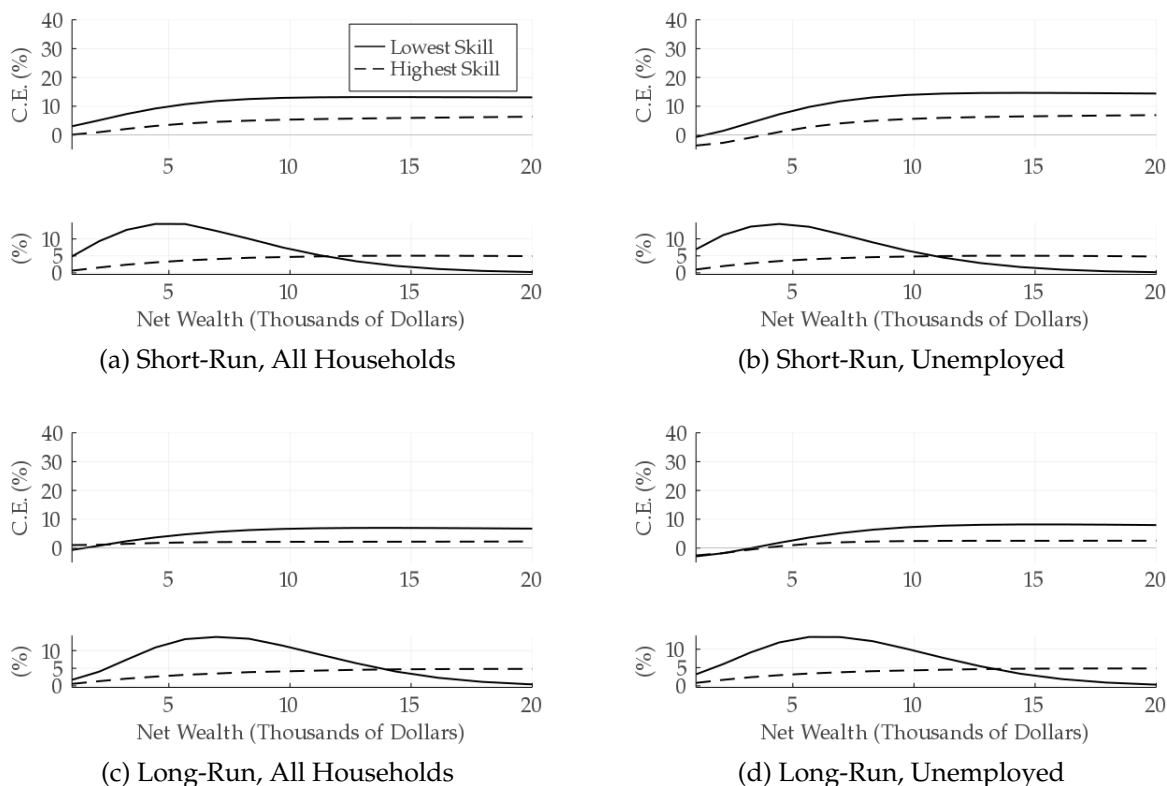 40
30
20
10
0
C.E. (%)
Lowest Skill
Highest Skill
5 10 15 20
10
5
0
(%)
5 10 15 20
Net Wealth (Thousands of Dollars)
(a) Short-Run, All Households
40
30
20
10
0
C.E. (%)
5 10 15 20
10
5
0
(%)
5 10 15 20
Net Wealth (Thousands of Dollars)
(b) Short-Run, Unemployed
40
30
20
10
0
C.E. (%)
5 10 15 20
10
5
0
(%)
5 10 15 20
Net Wealth (Thousands of Dollars)
(c) Long-Run, All Households
40
30
20
10
0
C.E. (%)
5 10 15 20
10
5
0
(%)
5 10 15 20
Net Wealth (Thousands of Dollars)
(d) Long-Run, Unemployed